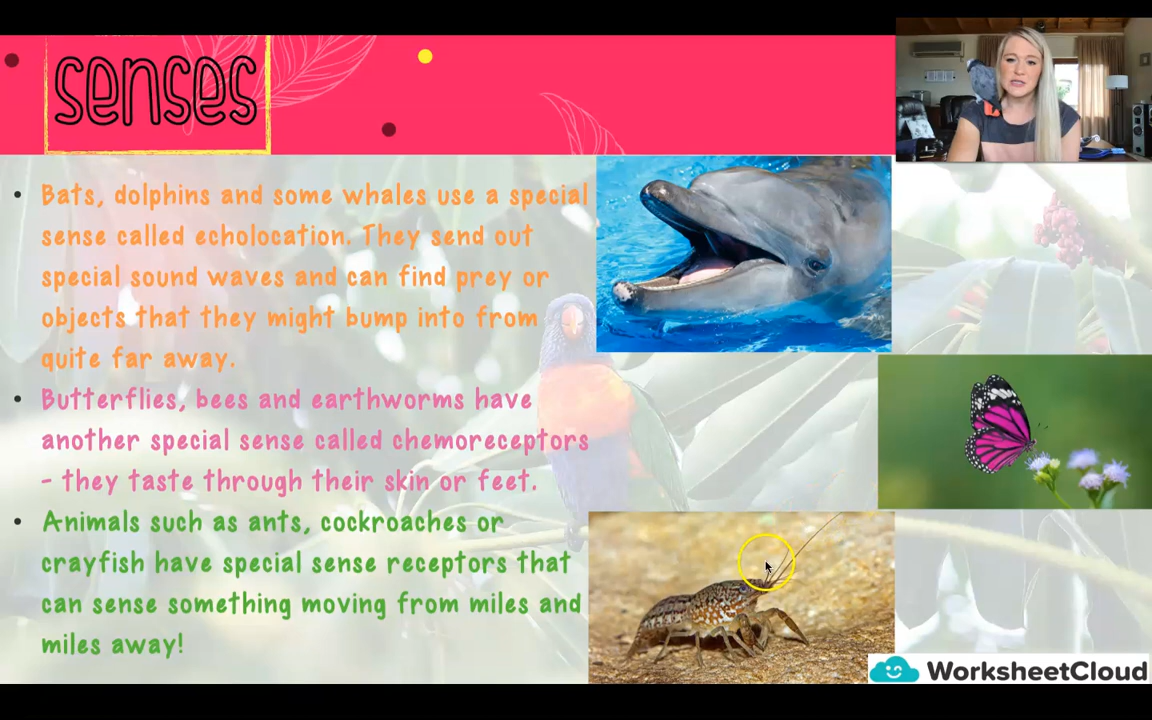 senses
Bats, dolphins and some whales use a special
sense called echolocation. They send out
special sound waves and can find prey or
objects that they might bump into from
quite far away.
Butterflies, bees and earthworms have
another special sense called chemoreceptors
- they taste through their skin or feet.
Animals such as ants, cockroaches or
crayfish have special sense receptors that
can sense something moving from miles and
miles away!
WorksheetCloud